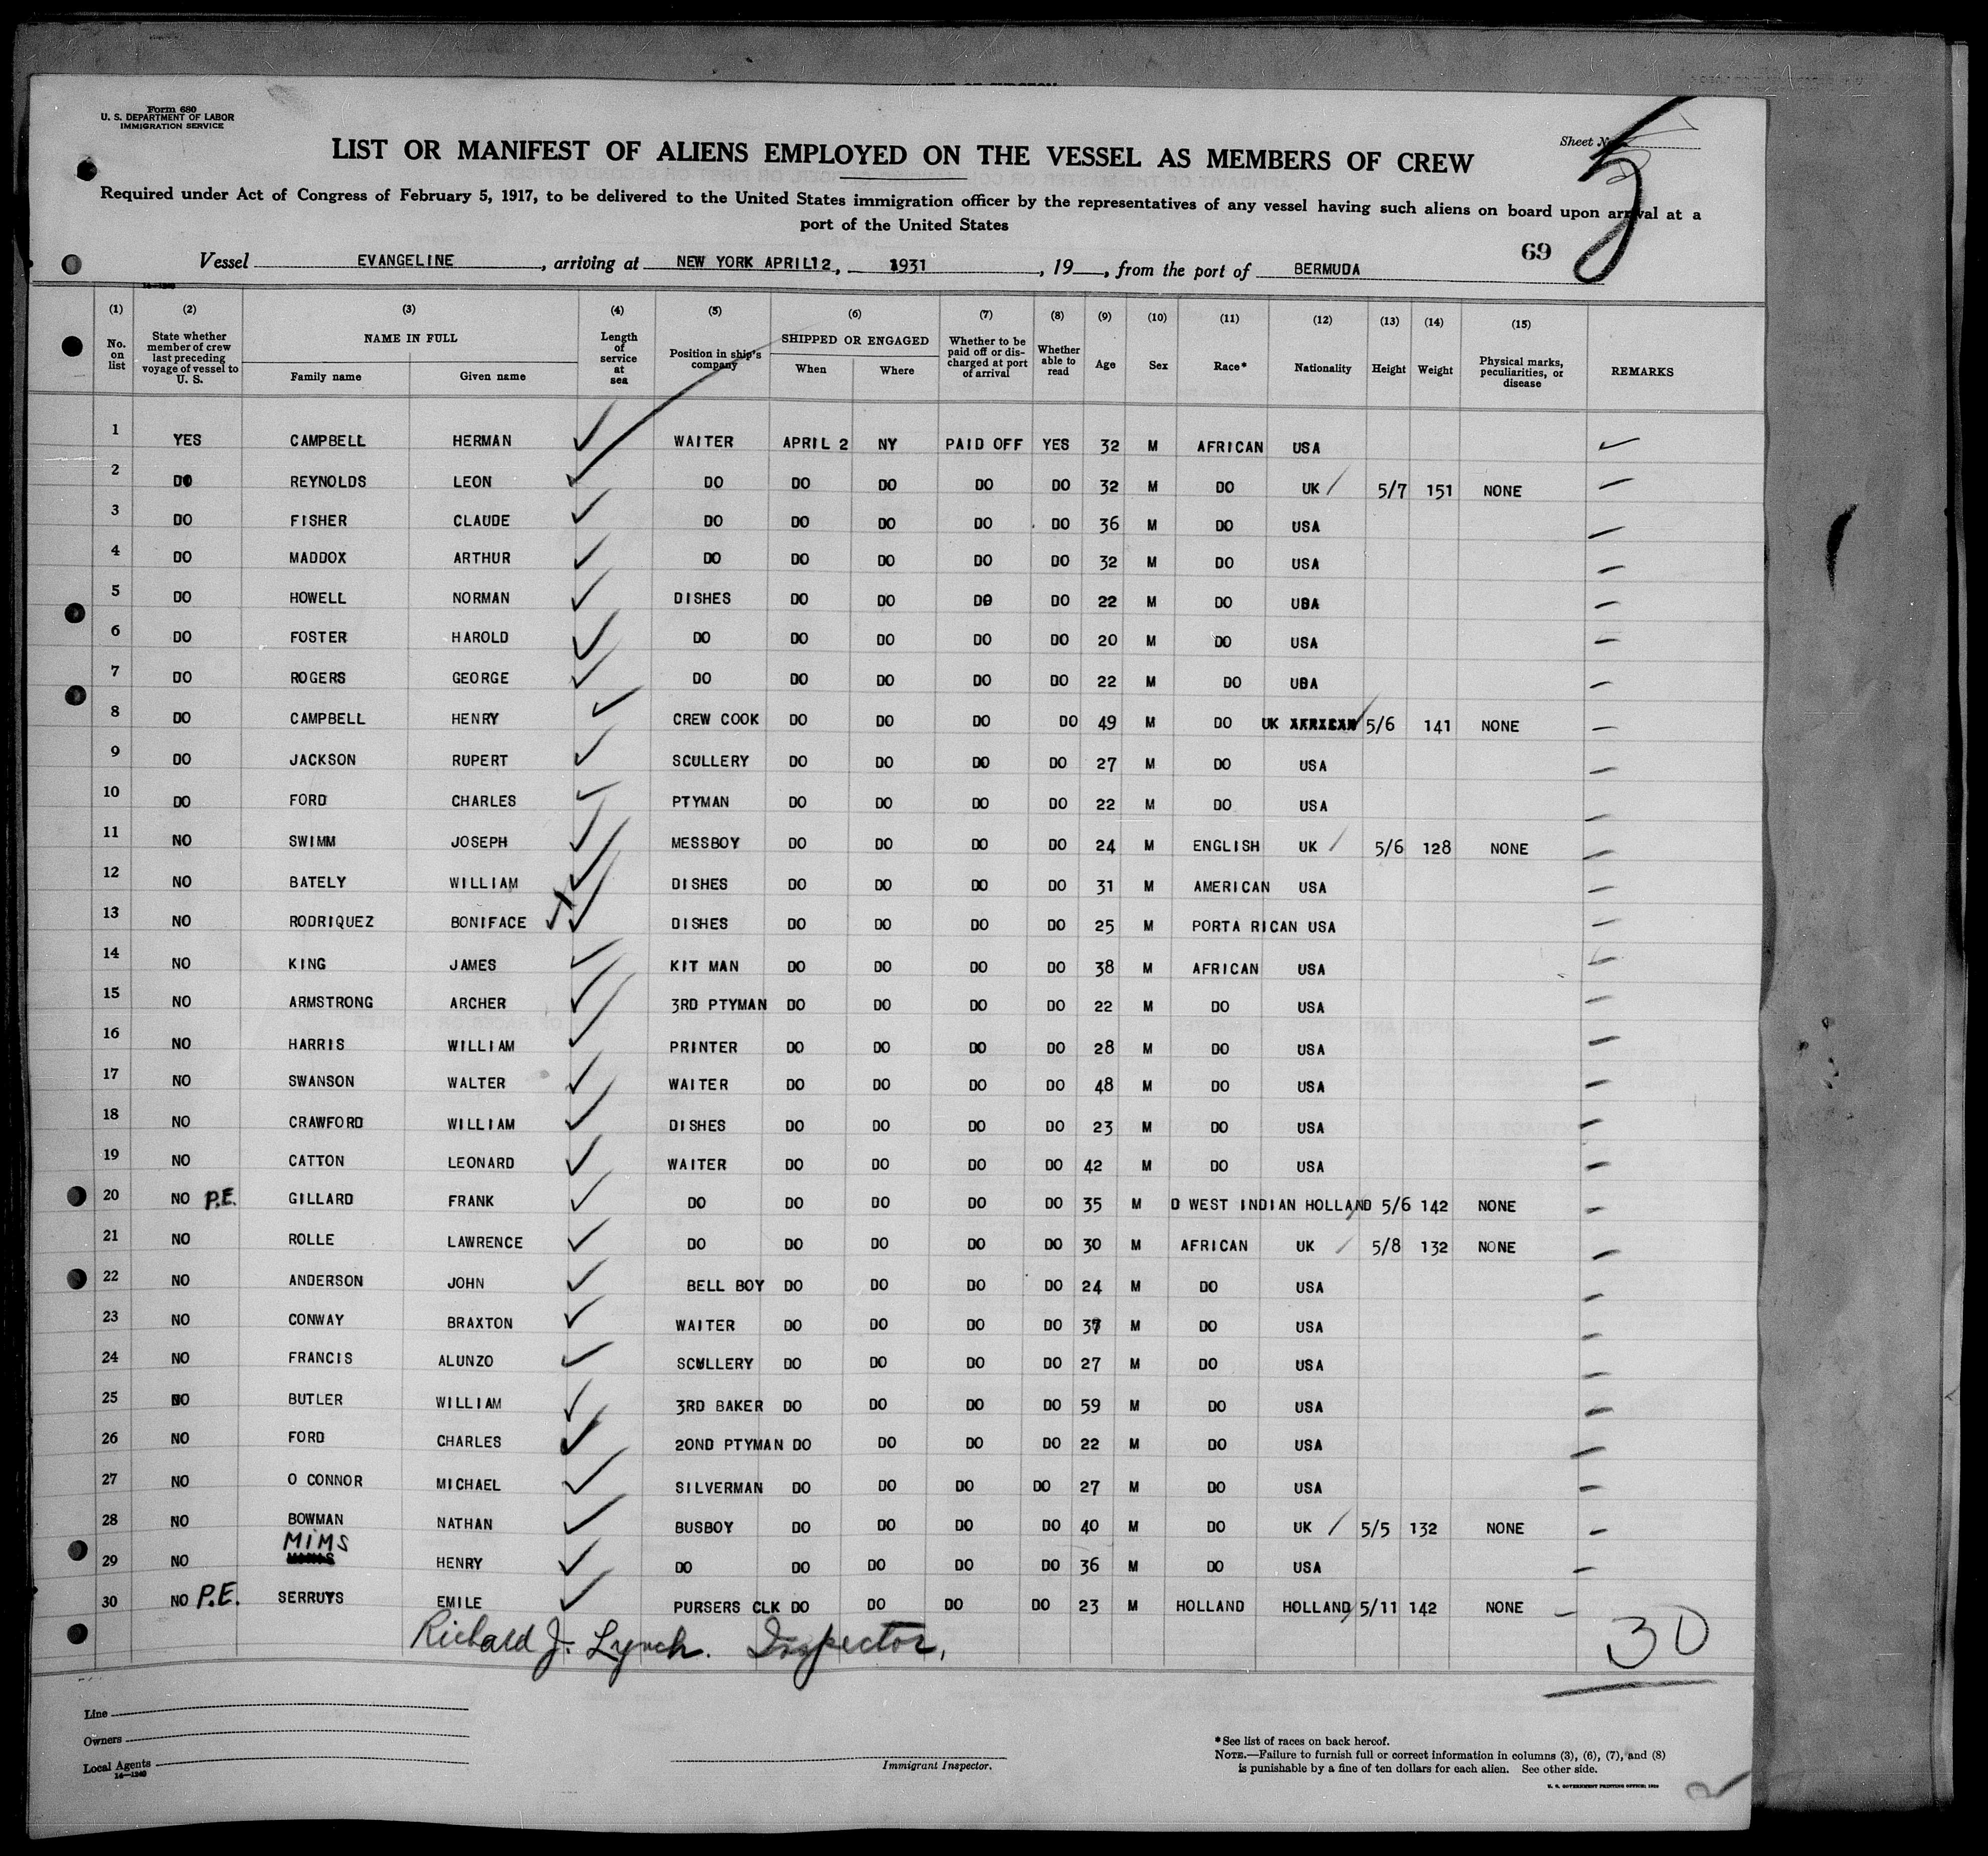 Form 680
U. S. DEPARTMENT OF LABOR
IMMIGRATION SERVICE
Sheet No.
5
LIST OR MANIFEST OF ALIENS EMPLOYED ON THE VESSEL AS MEMBERS OF CREW
Required under Act of Congress of February 5, 1917, to be delivered to the United States immigration officer by the representatives of any vessel having such aliens on board upon arrival at a
port of the United States
69
Vessel EVANGELINE, arriving at NEW YORK APRIL12, 1931, 19, from the port of BERMUDA
(1) No. on list (2) State whether member of crew last preceding voyage of vessel to U. S. (3) NAME IN FULL Family name Given name (4) Length of service at sea (5) Position in ship's company (6) SHIPPED OR ENGAGED When Where (7) Whether to be paid off or discharged at port of arrival (8) Whether able to read (9) Age (10) Sex (11) Race* (12) Nationality (13) Height (14) Weight (15) Physical marks, peculiarities, or disease REMARKS
1 YES CAMPBELL HERMAN WAITER APRIL 2 NY PAID OFF YES 32 M AFRICAN USA
2 DO REYNOLDS LEON DO DO DO DO DO 32 M DO UK 5/7 151 NONE
3 DO FISHER CLAUDE DO DO DO DO DO 36 M DO USA
4 DO MADDOX ARTHUR DO DO DO DO DO 32 M DO USA
5 DO HOWELL NORMAN DISHES DO DO DO DO 22 M DO USA
6 DO FOSTER HAROLD DO DO DO DO DO 20 M DO USA
7 DO ROGERS GEORGE DO DO DO DO DO 22 M DO USA
8 DO CAMPBELL HENRY CREW COOK DO DO DO DO 49 M DO UK 5/6 141 NONE
9 DO JACKSON RUPERT SCULLERY DO DO DO DO 27 M DO USA
10 DO FORD CHARLES PTYMAN DO DO DO DO 22 M DO USA
11 NO SWIMM JOSEPH MESSBOY DO DO DO DO 24 M ENGLISH UK 5/6 128 NONE
12 NO BATELY WILLIAM DISHES DO DO DO DO 31 M AMERICAN USA
13 NO RODRIQUEZ BONIFACE DISHES DO DO DO DO 25 M PORTA RICAN USA
14 NO KING JAMES KIT MAN DO DO DO DO 38 M AFRICAN USA
15 NO ARMSTRONG ARCHER 3RD PTYMAN DO DO DO DO 22 M DO USA
16 NO HARRIS WILLIAM PRINTER DO DO DO DO 28 M DO USA
17 NO SWANSON WALTER WAITER DO DO DO DO 48 M DO USA
18 NO CRAWFORD WILLIAM DISHES DO DO DO DO 23 M DO USA
19 NO CATTON LEONARD WAITER DO DO DO DO 42 M DO USA
20 NO P.E. GILLARD FRANK DO DO DO DO DO 35 M D WEST INDIAN HOLLAND 5/6 142 NONE
21 NO ROLLE LAWRENCE DO DO DO DO DO 30 M AFRICAN UK 5/8 132 NONE
22 NO ANDERSON JOHN BELL BOY DO DO DO DO 24 M DO USA
23 NO CONWAY BRAXTON WAITER DO DO DO DO 37 M DO USA
24 NO FRANCIS ALUNZO SCULLERY DO DO DO DO 27 M DO USA
25 NO BUTLER WILLIAM 3RD BAKER DO DO DO DO 59 M DO USA
26 NO FORD CHARLES 2OND PTYMAN DO DO DO DO 22 M DO USA
27 NO O CONNOR MICHAEL SILVERMAN DO DO DO DO 27 M DO USA
28 NO BOWMAN NATHAN BUSBOY DO DO DO DO 40 M DO UK 5/5 132 NONE
29 NO MIMS HENRY DO DO DO DO DO 36 M DO USA
30 NO P.E. SERRUYS EMILE PURSERS CLK DO DO DO DO 23 M HOLLAND HOLLAND 5/11 142 NONE
Richard J. Lynch. Inspector.
30
Line
Owners
Local Agents
14—1240
Immigrant Inspector.
*See list of races on back hereof.
NOTE.—Failure to furnish full or correct information in columns (3), (6), (7), and (8)
is punishable by a fine of ten dollars for each alien. See other side.
U. S. GOVERNMENT PRINTING OFFICE: